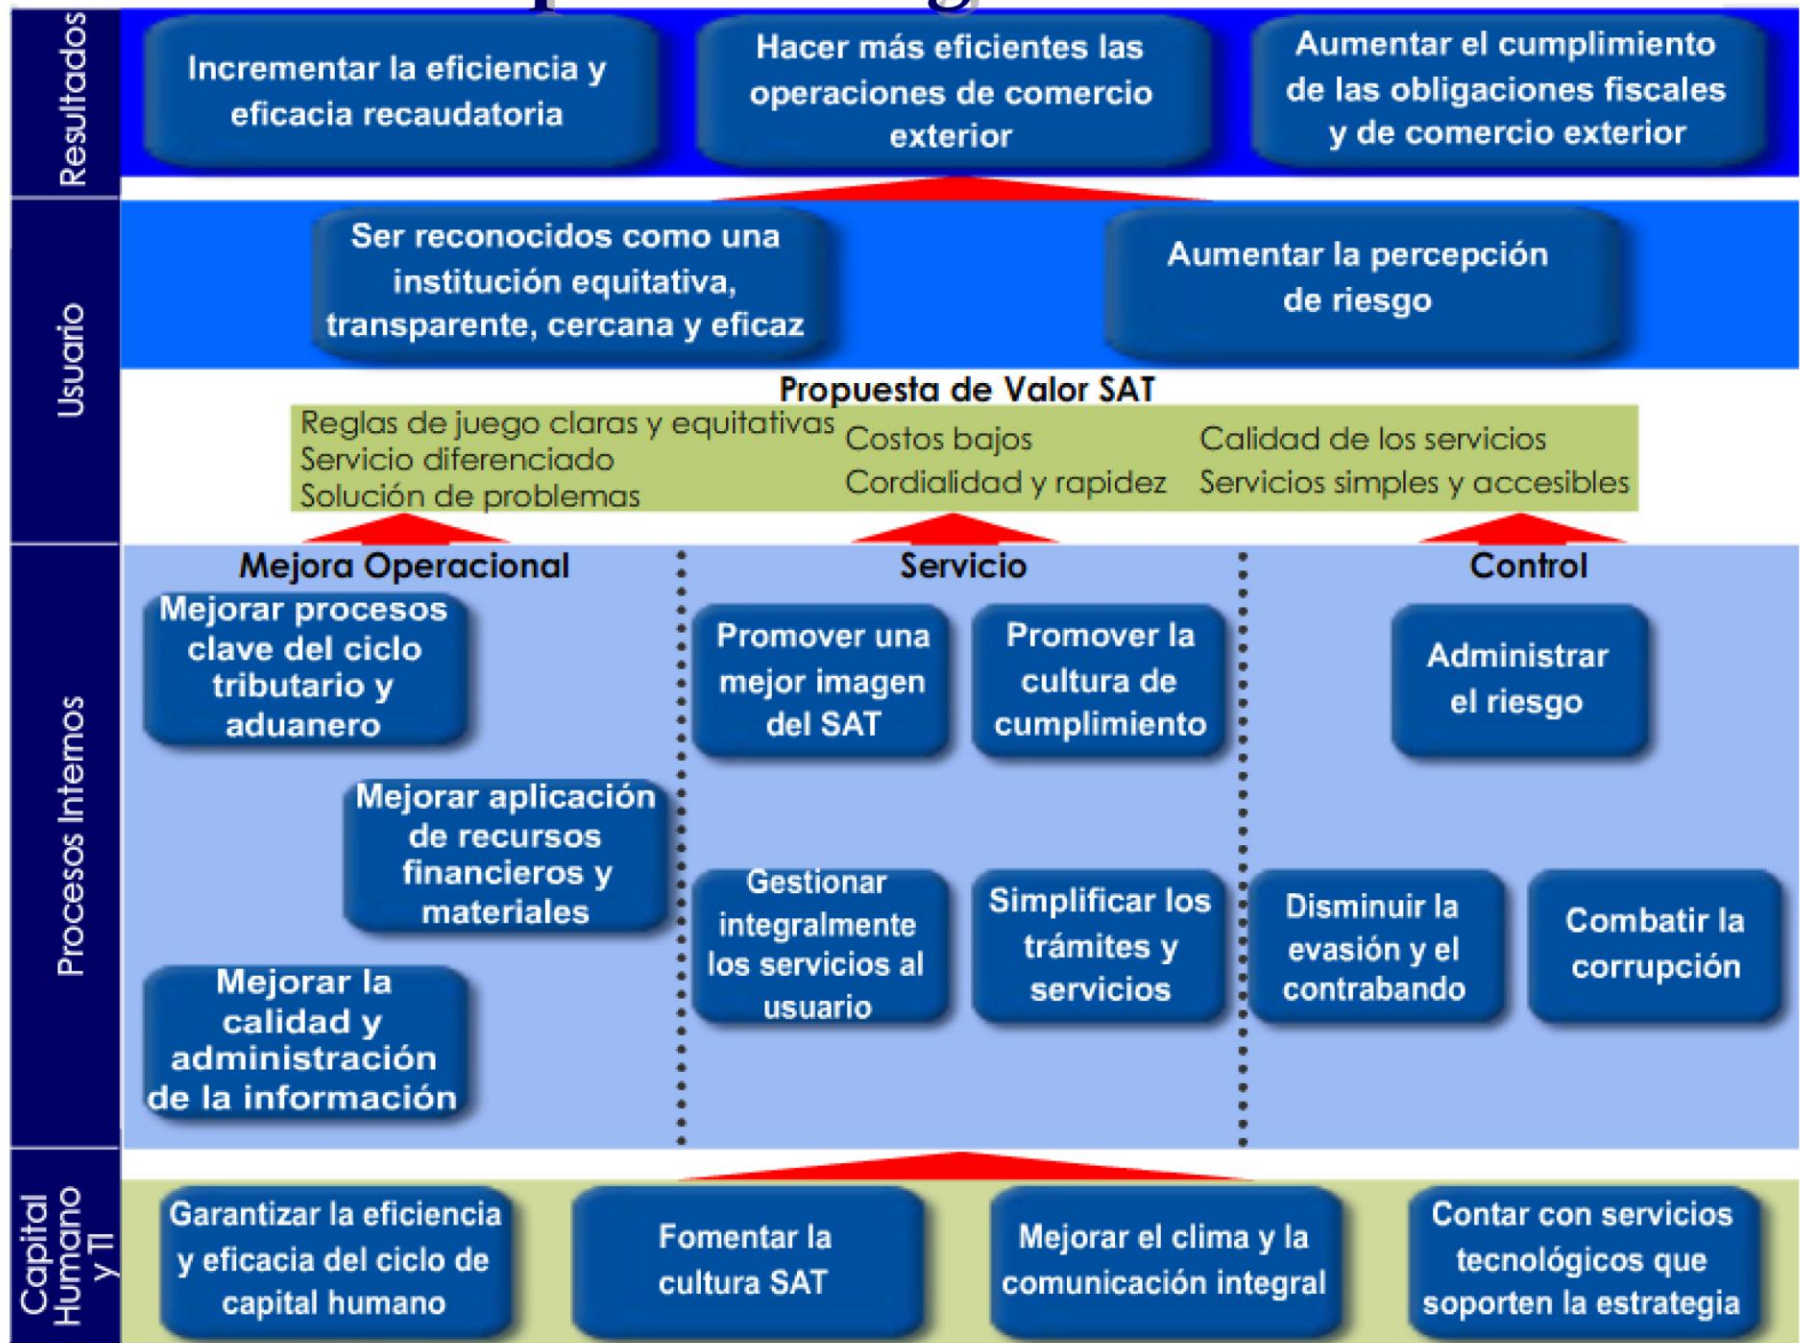 Resultados
Incrementar la eficiencia y
eficacia recaudatoria
Hacer más eficientes las
operaciones de comercio
exterior
Aumentar el cumplimiento
de las obligaciones fiscales
y de comercio exterior
Usuario
Ser reconocidos como una
institución equitativa,
transparente, cercana y eficaz
Aumentar la percepción
de riesgo
Propuesta de Valor SAT
Reglas de juego claras y equitativas
Servicio diferenciado
Solución de problemas
Costos bajos
Cordialidad y rapidez
Calidad de los servicios
Servicios simples y accesibles
Procesos Internos
Mejora Operacional
Mejorar procesos
clave del ciclo
tributario y
aduanero
Mejorar aplicación
de recursos
financieros y
materiales
Mejorar la
calidad y
administración
de la información
Servicio
Promover una
mejor imagen
del SAT
Promover la
cultura de
cumplimiento
Gestionar
integralmente
los servicios al
usuario
Simplificar los
trámites y
servicios
Control
Administrar
el riesgo
Disminuir la
evasión y el
contrabando
Combatir la
corrupción
Capital
Humano
y TI
Garantizar la eficiencia
y eficacia del ciclo de
capital humano
Fomentar la
cultura SAT
Mejorar el clima y la
comunicación integral
Contar con servicios
tecnológicos que
soporten la estrategia